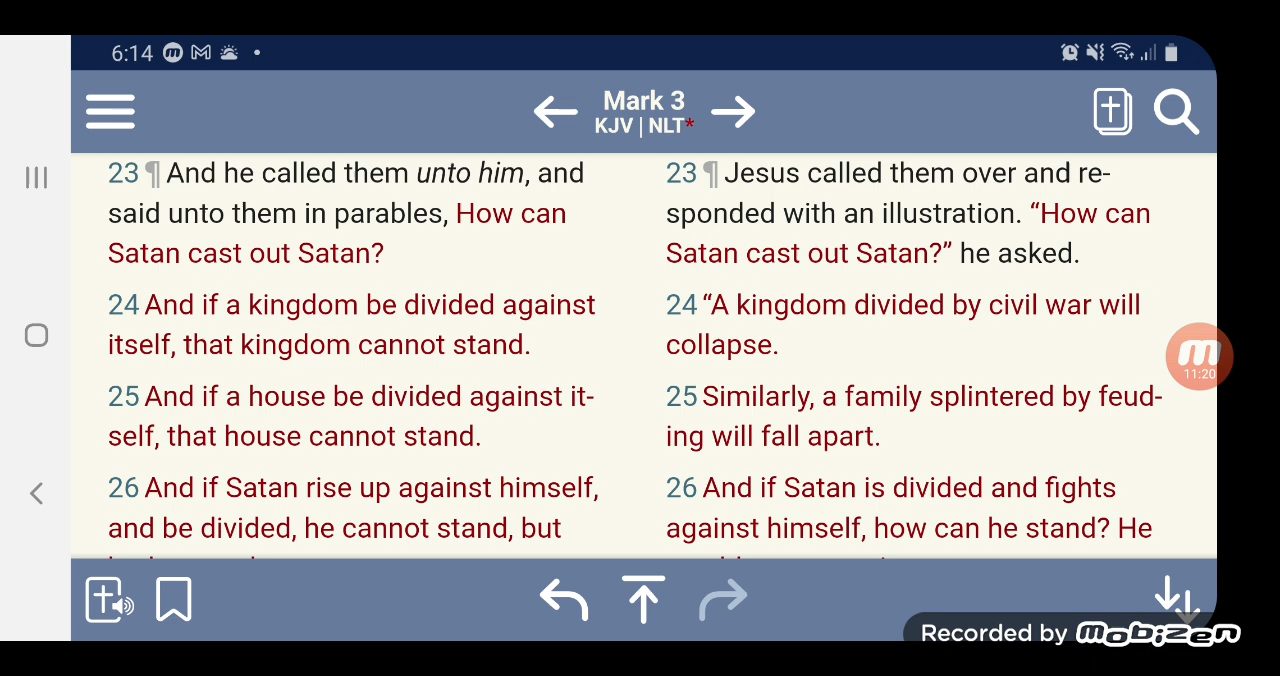 6:14
Mark 3
KJV | NLT*
23 ¶ And he called them unto him, and
said unto them in parables, How can
Satan cast out Satan?
24 And if a kingdom be divided against
itself, that kingdom cannot stand.
25 And if a house be divided against it-
self, that house cannot stand.
26 And if Satan rise up against himself,
and be divided, he cannot stand, but
23 ¶ Jesus called them over and re-
sponded with an illustration. “How can
Satan cast out Satan?” he asked.
24 “A kingdom divided by civil war will
collapse.
25 Similarly, a family splintered by feud-
ing will fall apart.
26 And if Satan is divided and fights
against himself, how can he stand? He
m
11:20
Recorded by Mobizen